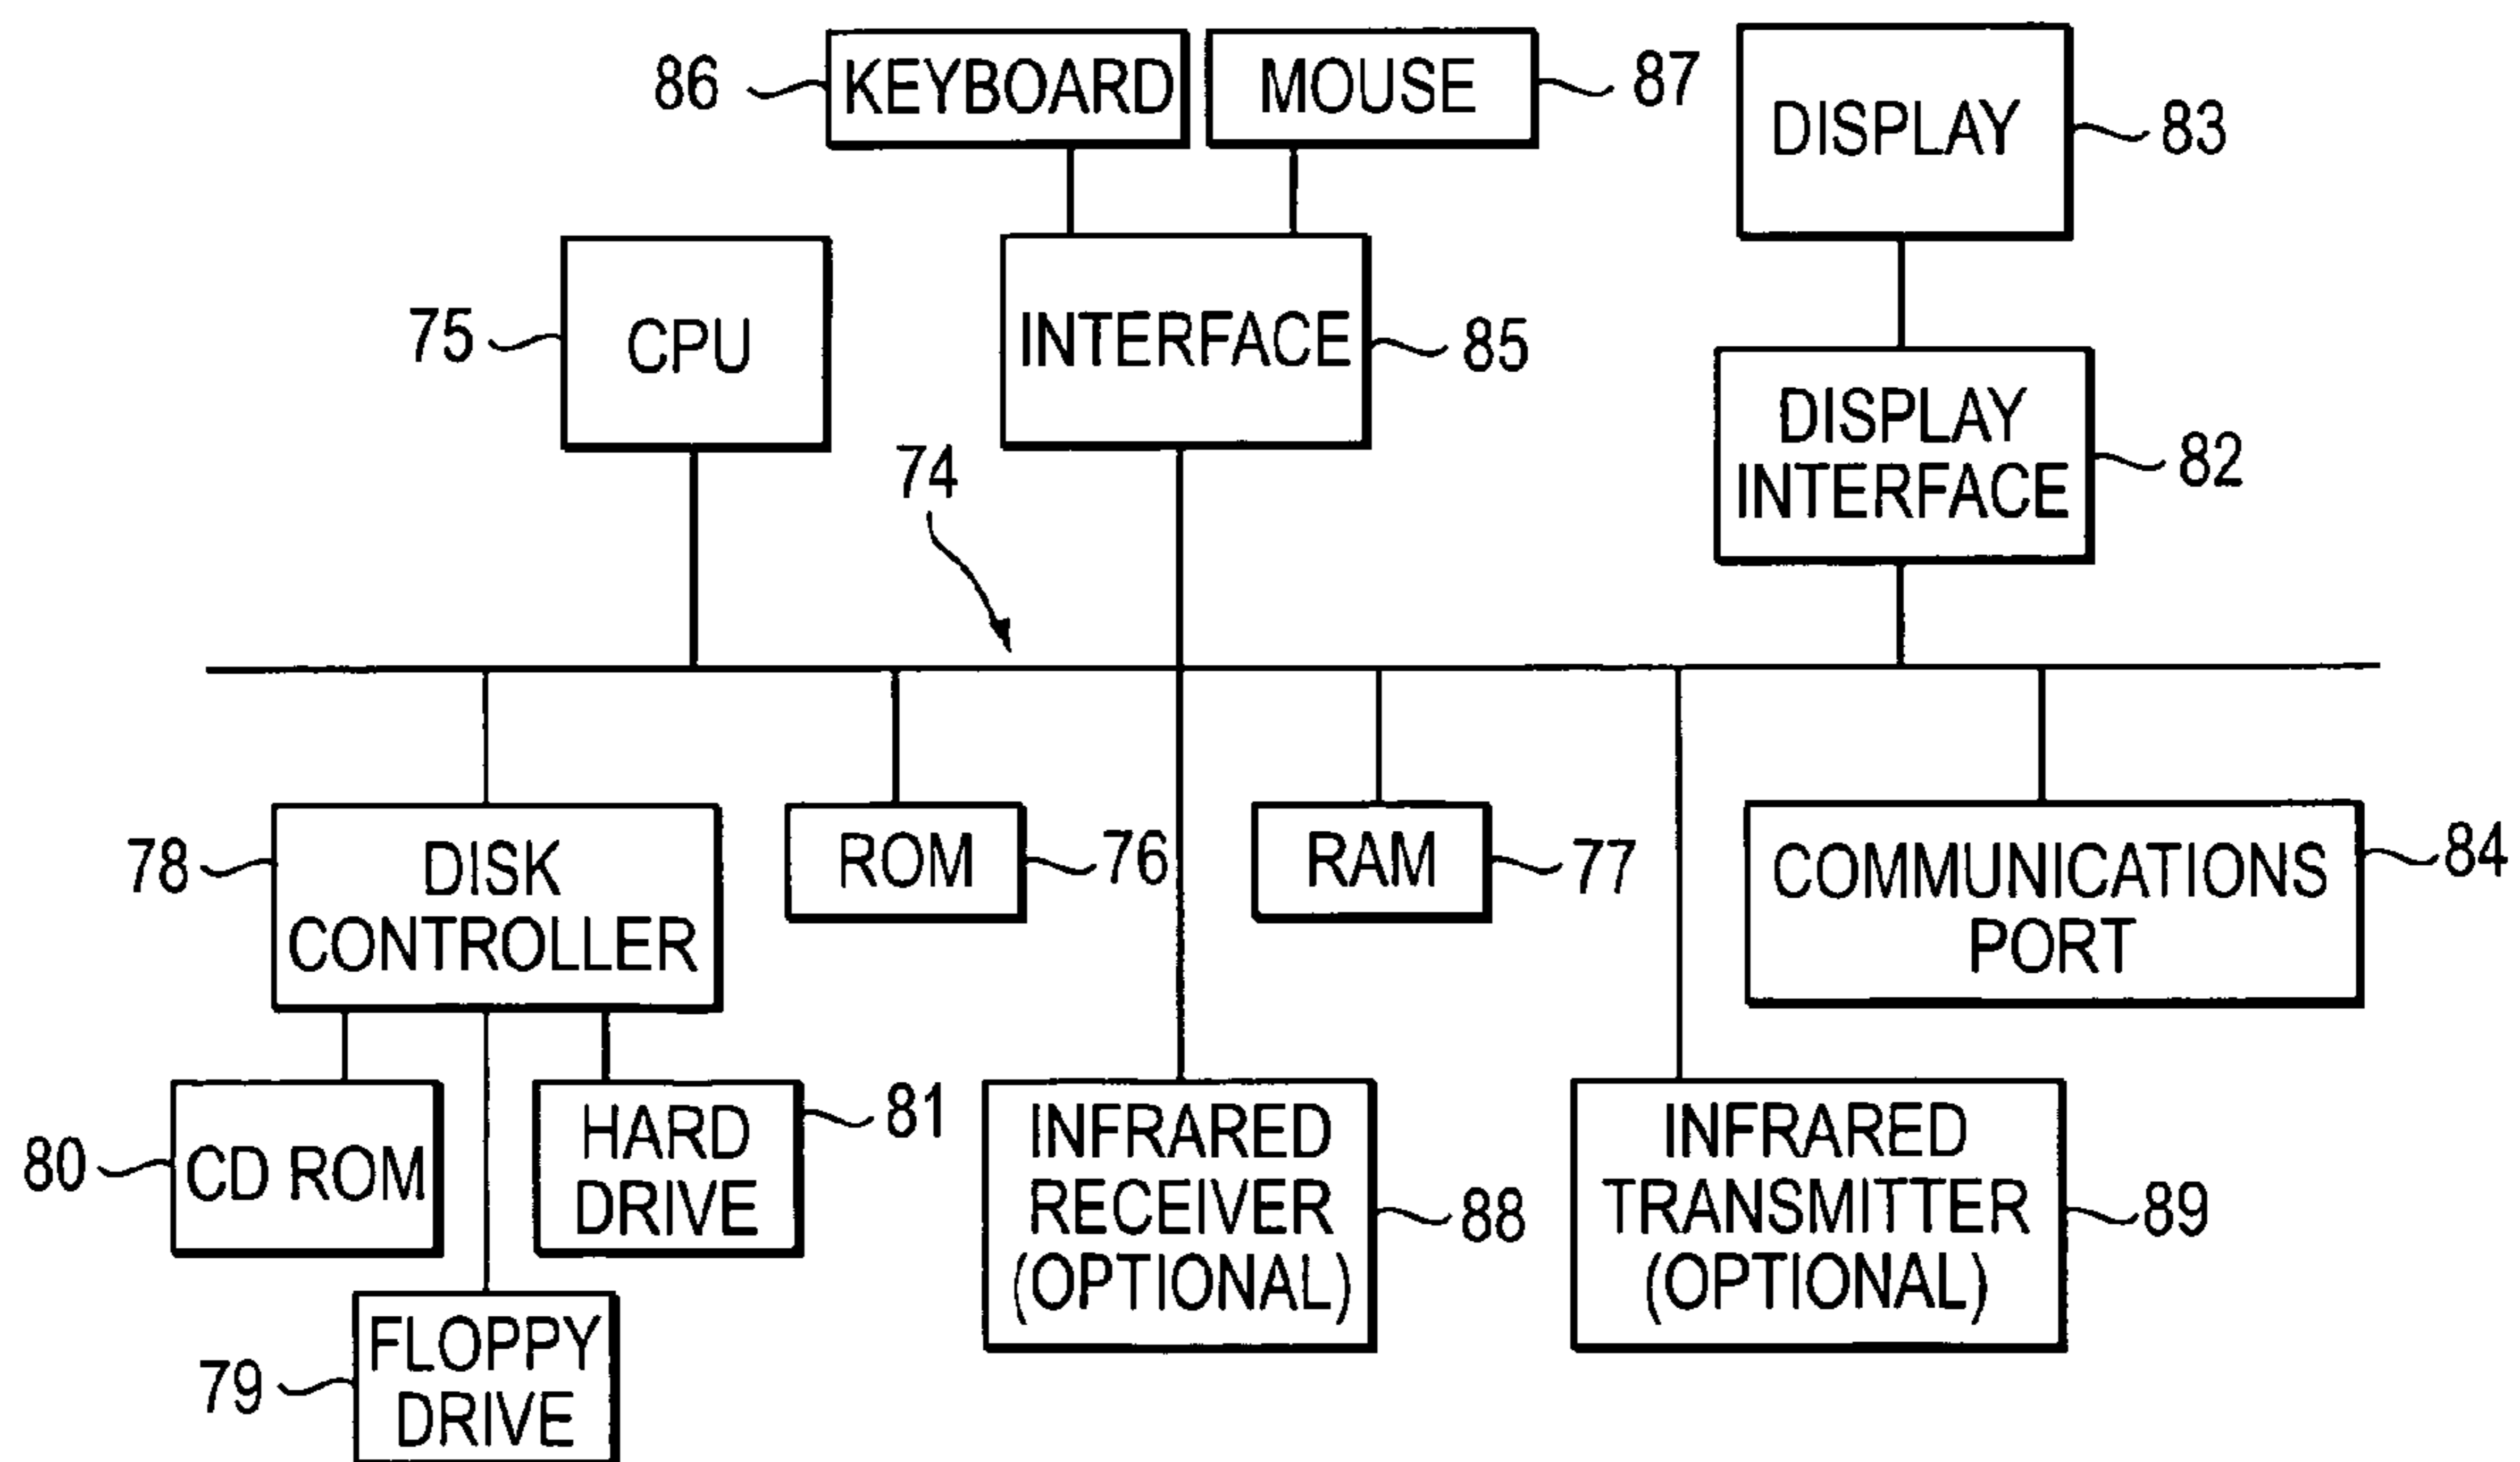 86 KEYBOARD
MOUSE 87
DISPLAY 83
75 CPU
INTERFACE 85
DISPLAY
INTERFACE 82
74
78 DISK
CONTROLLER
ROM 76
RAM 77
COMMUNICATIONS
PORT 84
80 CD ROM
HARD
DRIVE 81
79 FLOPPY
DRIVE
INFRARED
RECEIVER
(OPTIONAL) 88
INFRARED
TRANSMITTER
(OPTIONAL) 89